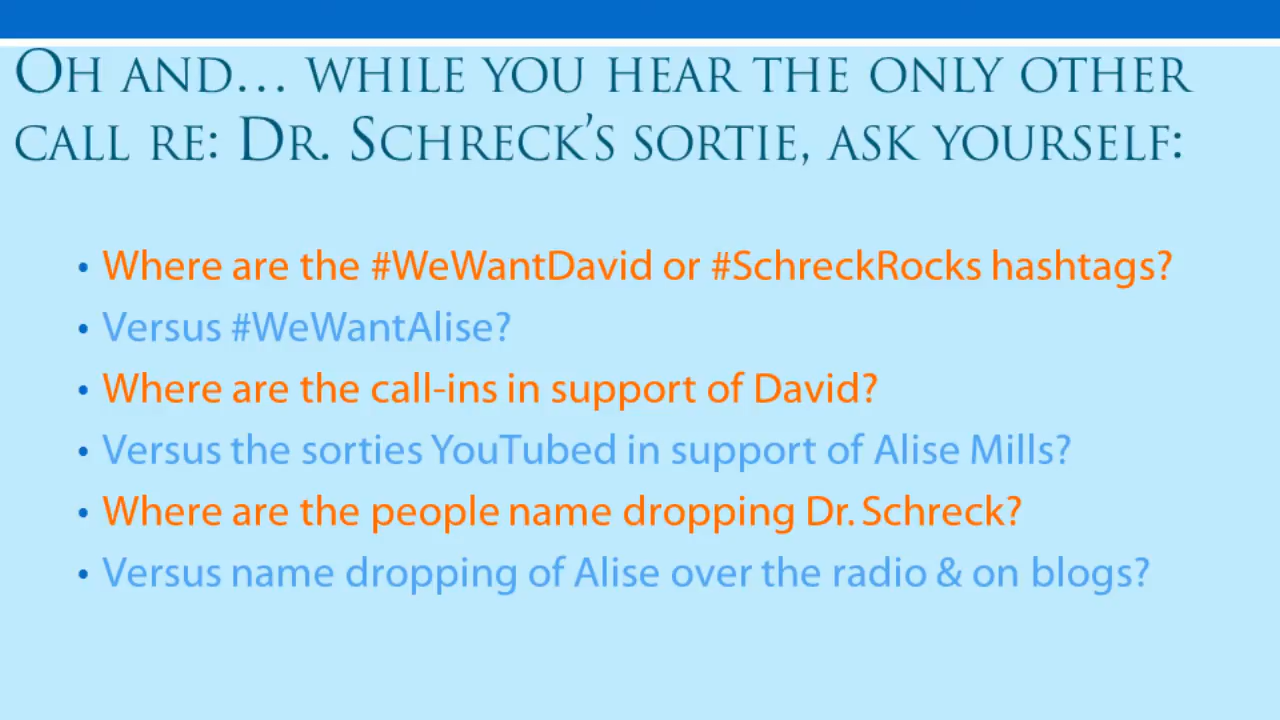 Oh and… while you hear the only other
call re: Dr. Schreck's sortie, ask yourself:
• Where are the #WeWantDavid or #SchreckRocks hashtags?
• Versus #WeWantAlise?
• Where are the call-ins in support of David?
• Versus the sorties YouTubed in support of Alise Mills?
• Where are the people name dropping Dr. Schreck?
• Versus name dropping of Alise over the radio & on blogs?